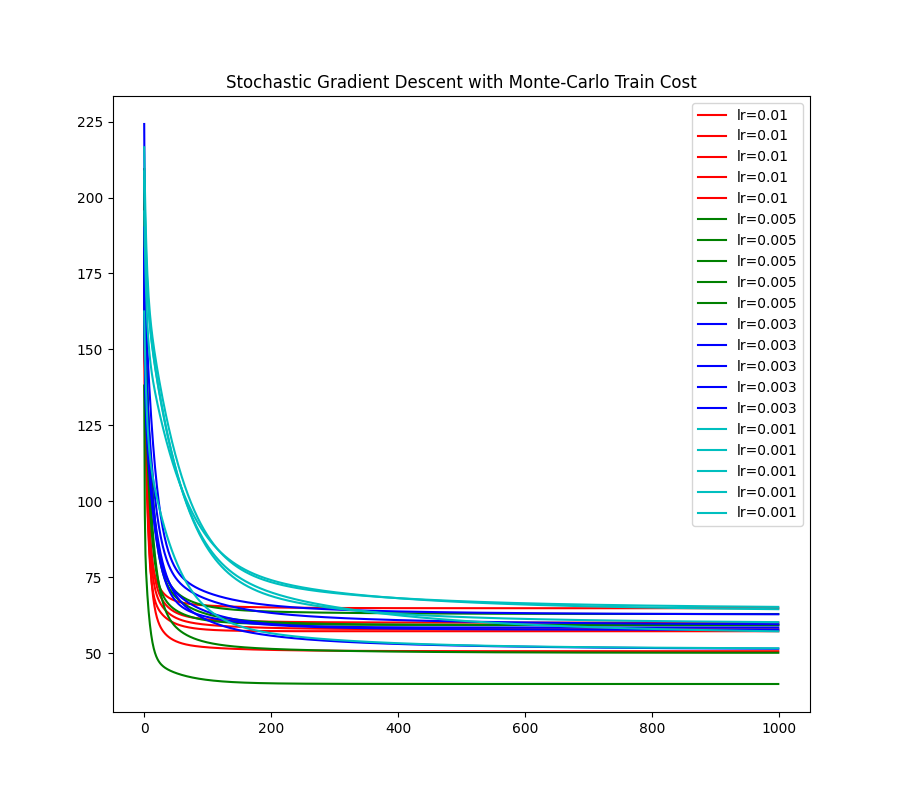 Stochastic Gradient Descent with Monte-Carlo Train Cost
225
200
175
150
125
100
75
50
0
200
400
600
800
1000
lr=0.01
lr=0.01
lr=0.01
lr=0.01
lr=0.01
lr=0.005
lr=0.005
lr=0.005
lr=0.005
lr=0.005
lr=0.003
lr=0.003
lr=0.003
lr=0.003
lr=0.003
lr=0.001
lr=0.001
lr=0.001
lr=0.001
lr=0.001